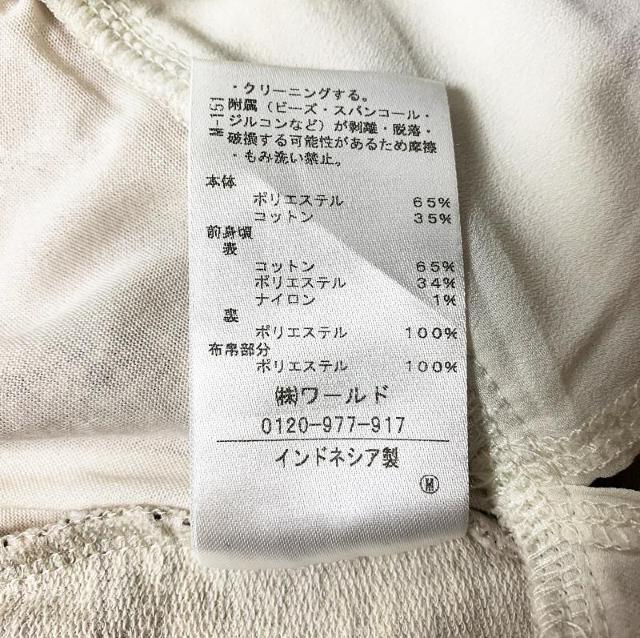 ・クリーニングする。
附属（ビーズ・スパンコール・
ジルコンなど）が剥離・脱落・
破損する可能性があるため摩擦
・もみ洗い禁止。
本体
ポリエステル 65%
コットン 35%
前身頃
表
コットン 65%
ポリエステル 34%
ナイロン 1%
裏
ポリエステル 100%
布帛部分
ポリエステル 100%
㈱ワールド
0120-977-917
インドネシア製
Ⓜ